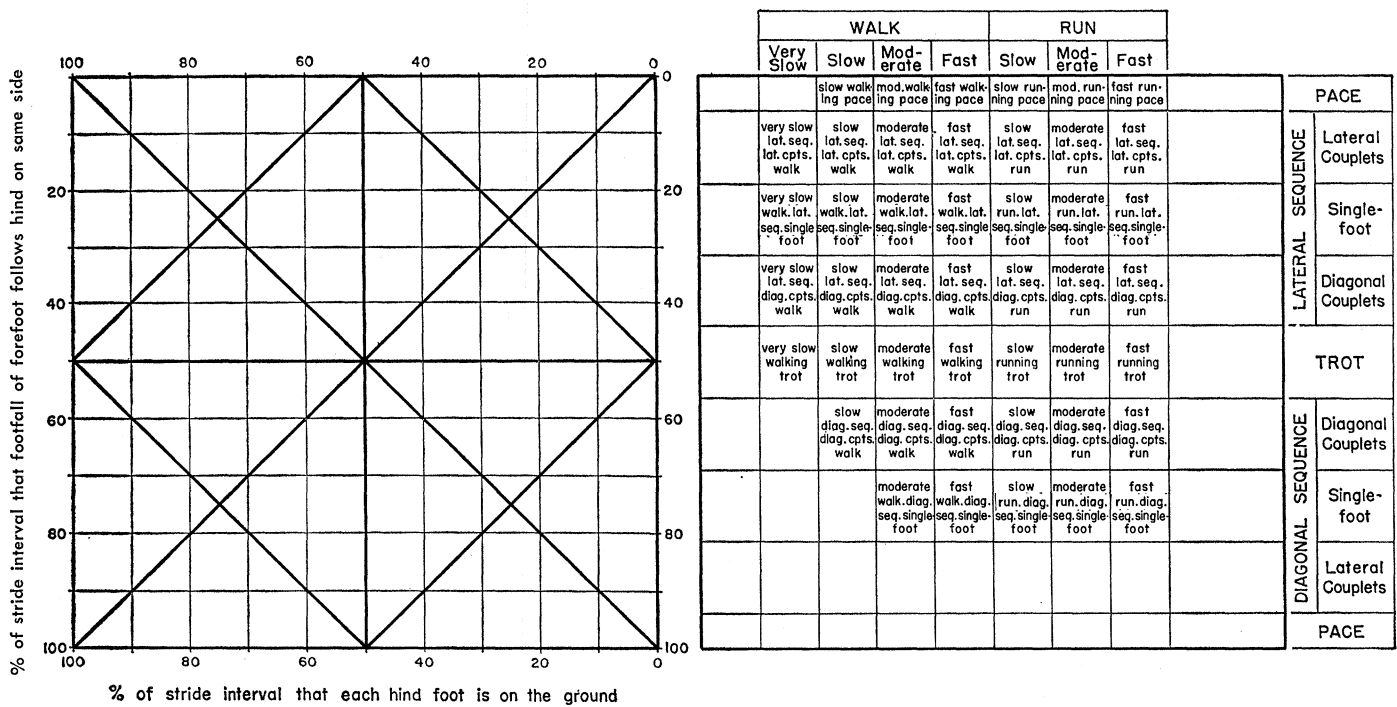 % of stride interval that footfall of forefoot follows hind on same side
100 80 60 40 20 0
0
20 20
40 40
60 60
80 80
100 100
100 80 60 40 20 0
% of stride interval that each hind foot is on the ground
WALK RUN
Very Slow Slow Mod-erate Fast Slow Mod-erate Fast
slow walk- mod.walk- fast walk- slow run- mod. run- fast run-
ing pace ing pace ing pace ning pace ning pace ning pace
PACE
very slow slow moderate fast slow moderate fast
lat. seq. lat. seq. lat. seq. lat. seq. lat. seq. lat. seq. lat. seq.
lat. cpts. lat. cpts. lat. cpts. lat. cpts. lat. cpts. lat. cpts. lat. cpts.
walk walk walk walk run run run
LATERAL SEQUENCE
Lateral
Couplets
very slow slow moderate fast slow moderate fast
walk.lat. walk.lat. walk.lat. walk.lat. run.lat. run.lat. run.lat.
seq.single seq.single- seq.single- seq.single- seq.single- seq.single- seq.single-
foot foot foot foot foot foot foot
Single-
foot
very slow slow moderate fast slow moderate fast
lat. seq. lat. seq. lat. seq. lat. seq. lat. seq. lat. seq. lat. seq.
diag.cpts. diag.cpts. diag.cpts. diag.cpts. diag.cpts. diag.cpts. diag.cpts.
walk walk walk walk run run run
Diagonal
Couplets
very slow slow moderate fast slow moderate fast
walking walking walking walking running running running
trot trot trot trot trot trot trot
TROT
slow moderate fast slow moderate fast
diag. seq. diag. seq. diag. seq. diag. seq. diag. seq. diag. seq.
diag. cpts. diag. cpts. diag. cpts. diag. cpts. diag. cpts. diag. cpts.
walk walk walk run run run
DIAGONAL SEQUENCE
Diagonal
Couplets
moderate fast slow moderate fast
walk.diag. walk.diag. run.diag. run.diag. run.diag.
seq.single- seq.single- seq.single- seq.single- seq.single-
foot foot foot foot foot
Single-
foot
Lateral
Couplets
PACE